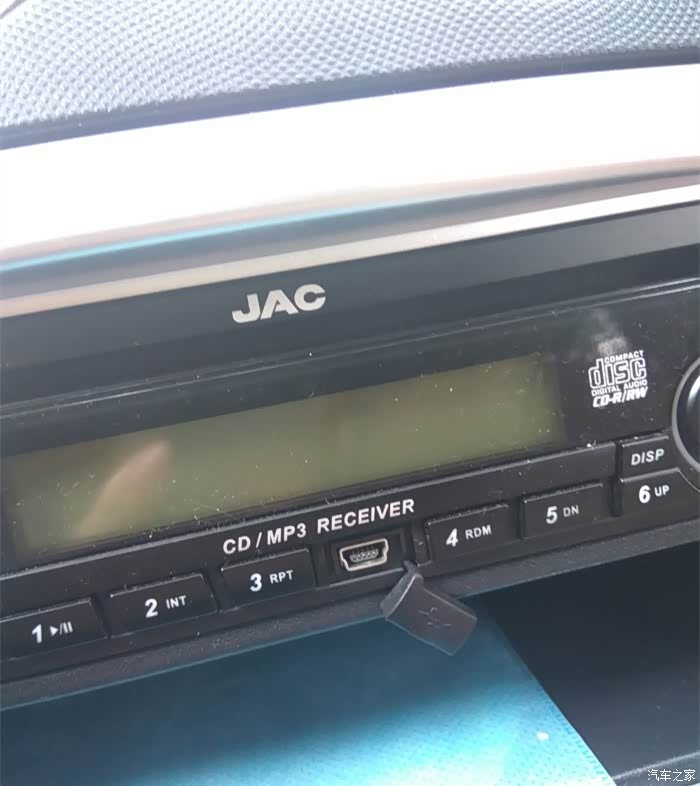 JAC
COMPACT
disc
DIGITAL AUDIO
CD-R/RW
DISP
CD / MP3 RECEIVER
1 ▶/II
2 INT
3 RPT
4 RDM
5 DN
6 UP
汽车之家